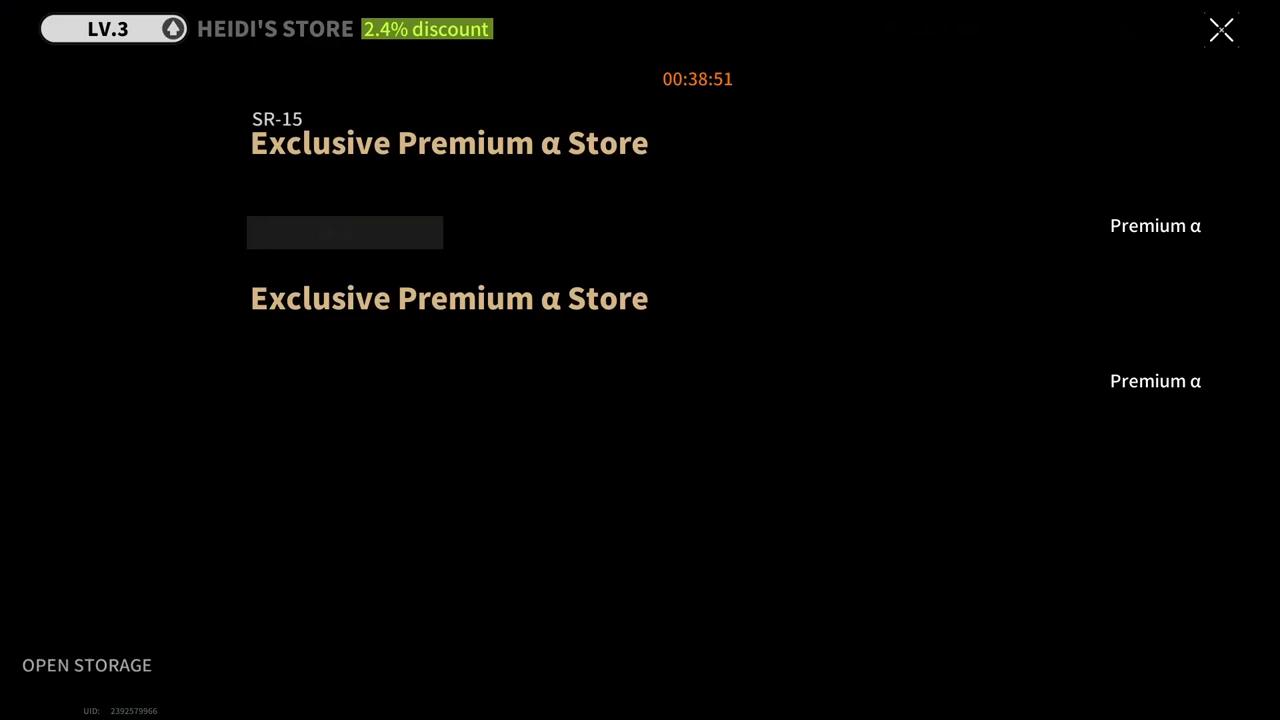 LV.3 HEIDI'S STORE 2.4% discount
00:38:51
SR-15
Exclusive Premium α Store
Premium α
Exclusive Premium α Store
Premium α
OPEN STORAGE
UID: 2392579966